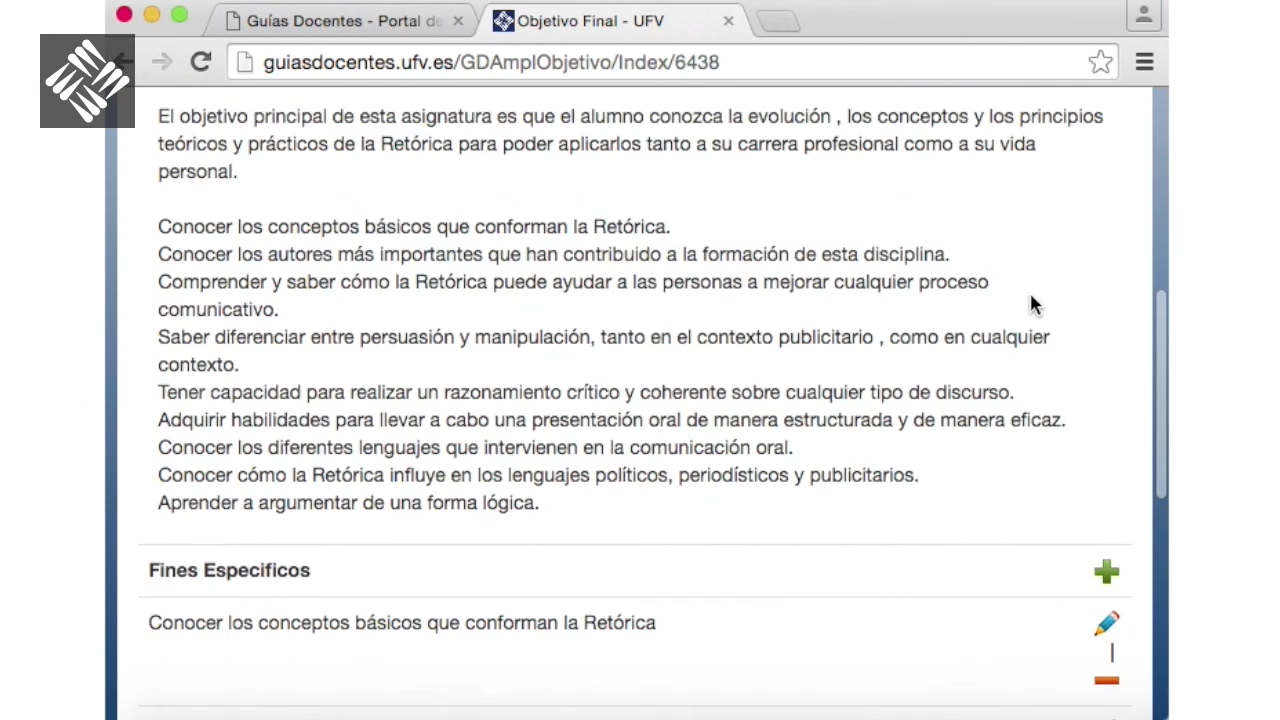 Guías Docentes - Portal de
Objetivo Final - UFV
guiasdocentes.ufv.es/GDAmplObjetivo/Index/6438
El objetivo principal de esta asignatura es que el alumno conozca la evolución , los conceptos y los principios
teóricos y prácticos de la Retórica para poder aplicarlos tanto a su carrera profesional como a su vida
personal.
Conocer los conceptos básicos que conforman la Retórica.
Conocer los autores más importantes que han contribuido a la formación de esta disciplina.
Comprender y saber cómo la Retórica puede ayudar a las personas a mejorar cualquier proceso
comunicativo.
Saber diferenciar entre persuasión y manipulación, tanto en el contexto publicitario , como en cualquier
contexto.
Tener capacidad para realizar un razonamiento crítico y coherente sobre cualquier tipo de discurso.
Adquirir habilidades para llevar a cabo una presentación oral de manera estructurada y de manera eficaz.
Conocer los diferentes lenguajes que intervienen en la comunicación oral.
Conocer cómo la Retórica influye en los lenguajes políticos, periodísticos y publicitarios.
Aprender a argumentar de una forma lógica.
Fines Especificos
Conocer los conceptos básicos que conforman la Retórica